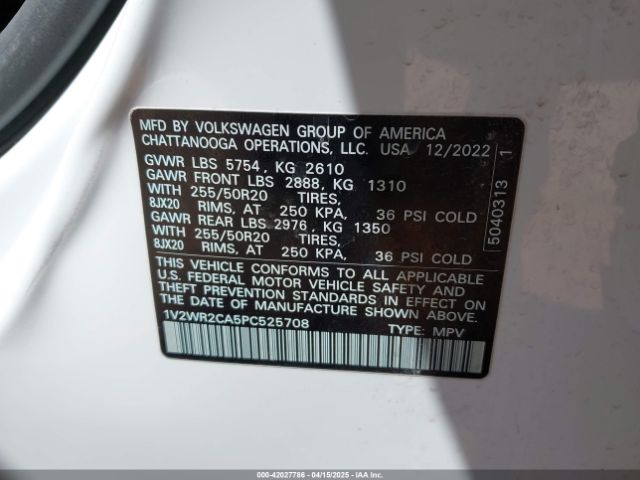 MFD BY VOLKSWAGEN GROUP OF AMERICA
CHATTANOOGA OPERATIONS, LLC. USA 12/2022
GVWR LBS 5754, KG 2610
GAWR FRONT LBS 2888, KG 1310
WITH 255/50R20 TIRES,
8JX20 RIMS, AT 250 KPA, 36 PSI COLD
GAWR REAR LBS 2976, KG 1350
WITH 255/50R20 TIRES,
8JX20 RIMS, AT 250 KPA, 36 PSI COLD
THIS VEHICLE CONFORMS TO ALL APPLICABLE
U.S. FEDERAL MOTOR VEHICLE SAFETY AND
THEFT PREVENTION STANDARDS IN EFFECT
ON THE DATE OF MANUFACTURE SHOWN ABOVE.
1V2WR2CA5PC525708 TYPE: MPV
5040313 1
000-42027786 - 04/15/2025 - IAAI.CA